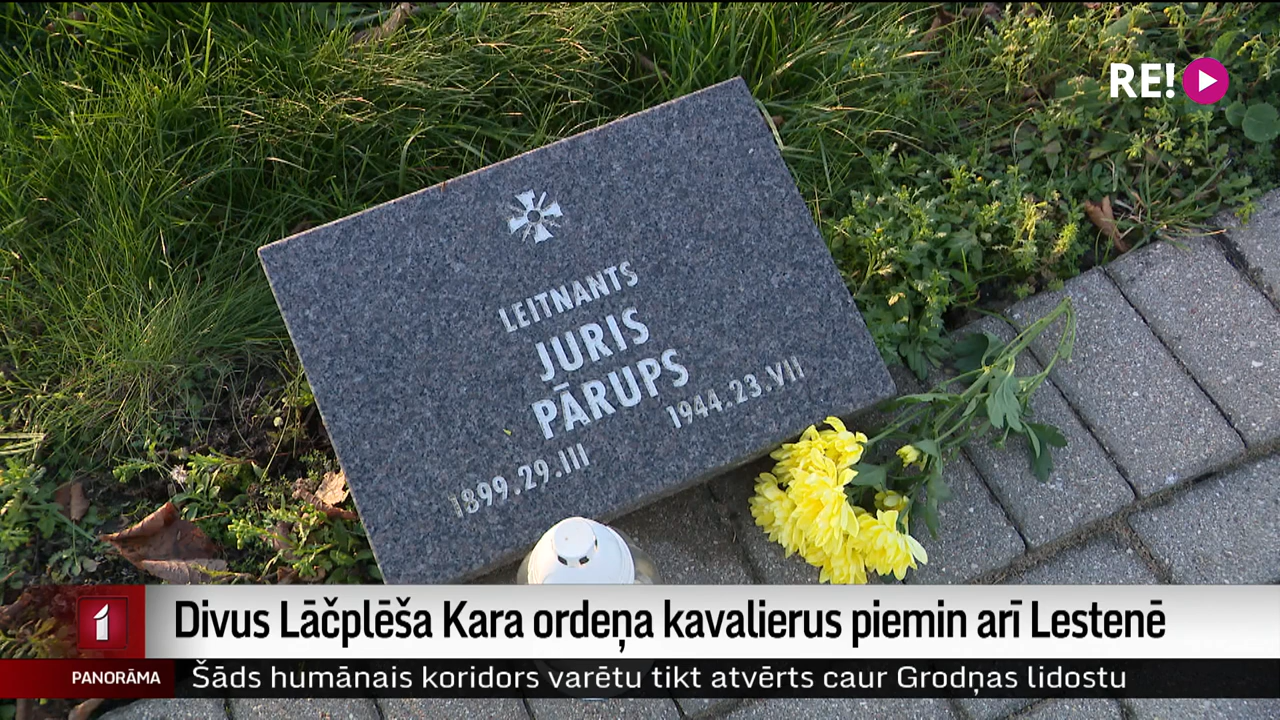 RE!
LEITNANTS
JURIS
PĀRUPS
1899.29.III
1944.23.VII
1
Divus Lāčplēša Kara ordeņa kavalierus piemin arī Lestenē
PANORĀMA
Šāds humānais koridors varētu tikt atvērts caur Grodņas lidostu